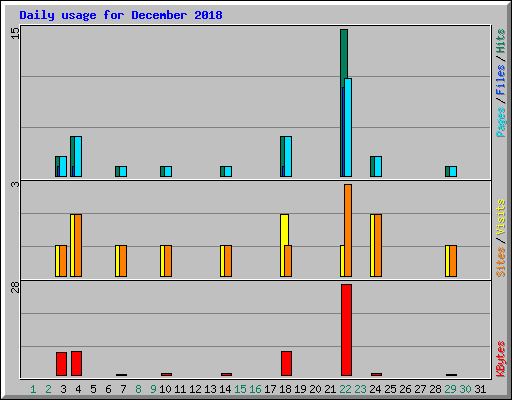 Daily usage for December 2018
15
3
28
Pages / Files / Hits
Sites / Visits
KBytes
1 2 3 4 5 6 7 8 9 10 11 12 13 14 15 16 17 18 19 20 21 22 23 24 25 26 27 28 29 30 31